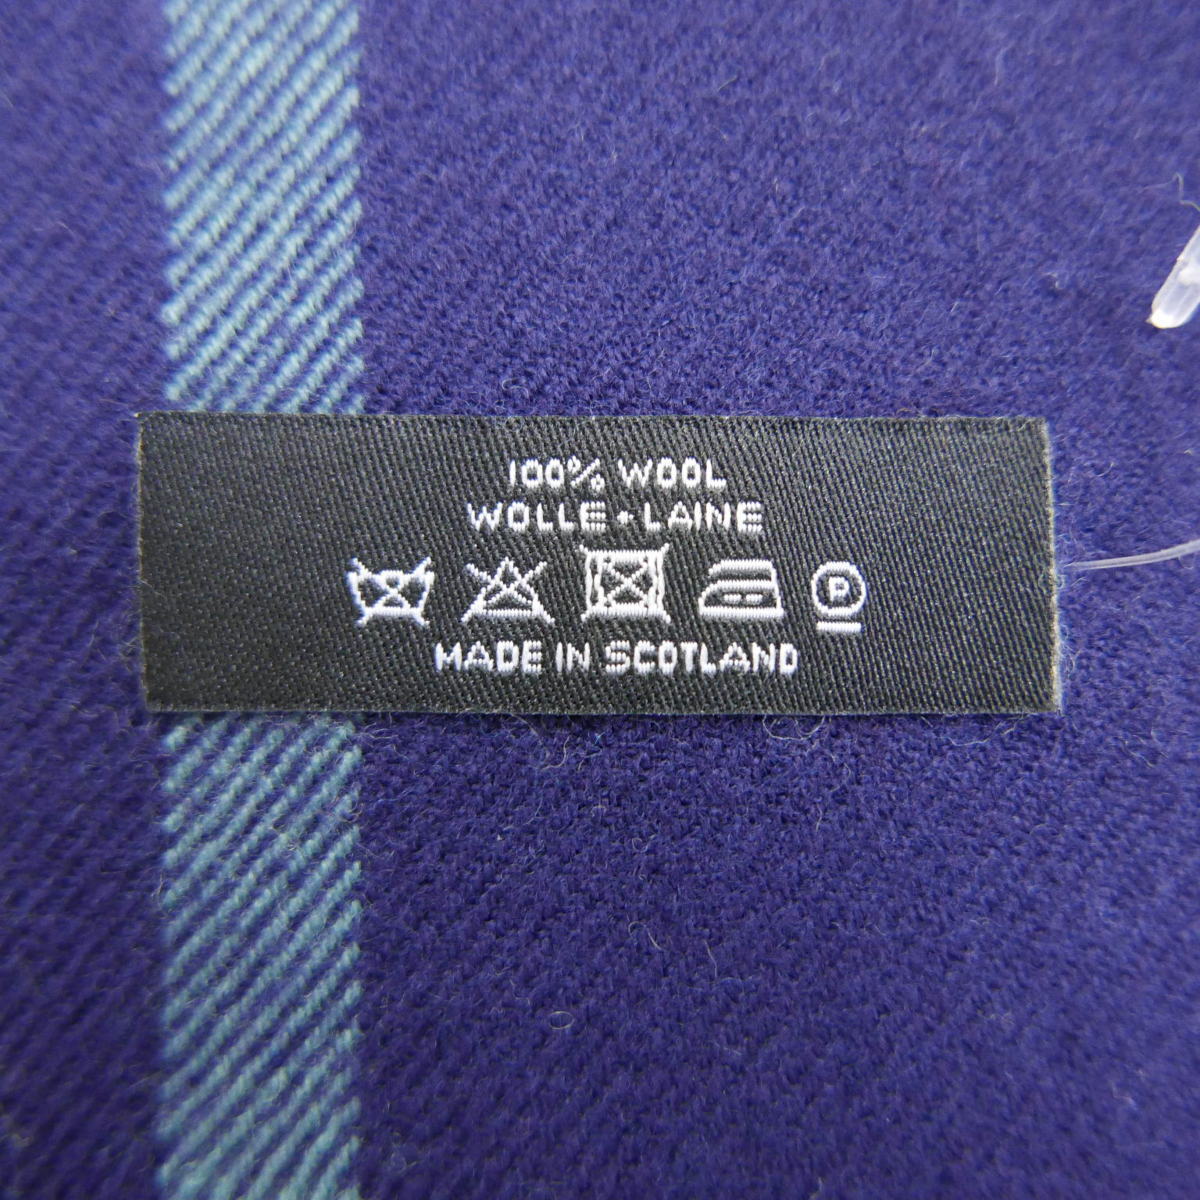 100% WOOL
WOLLE • LAINE
P
MADE IN SCOTLAND